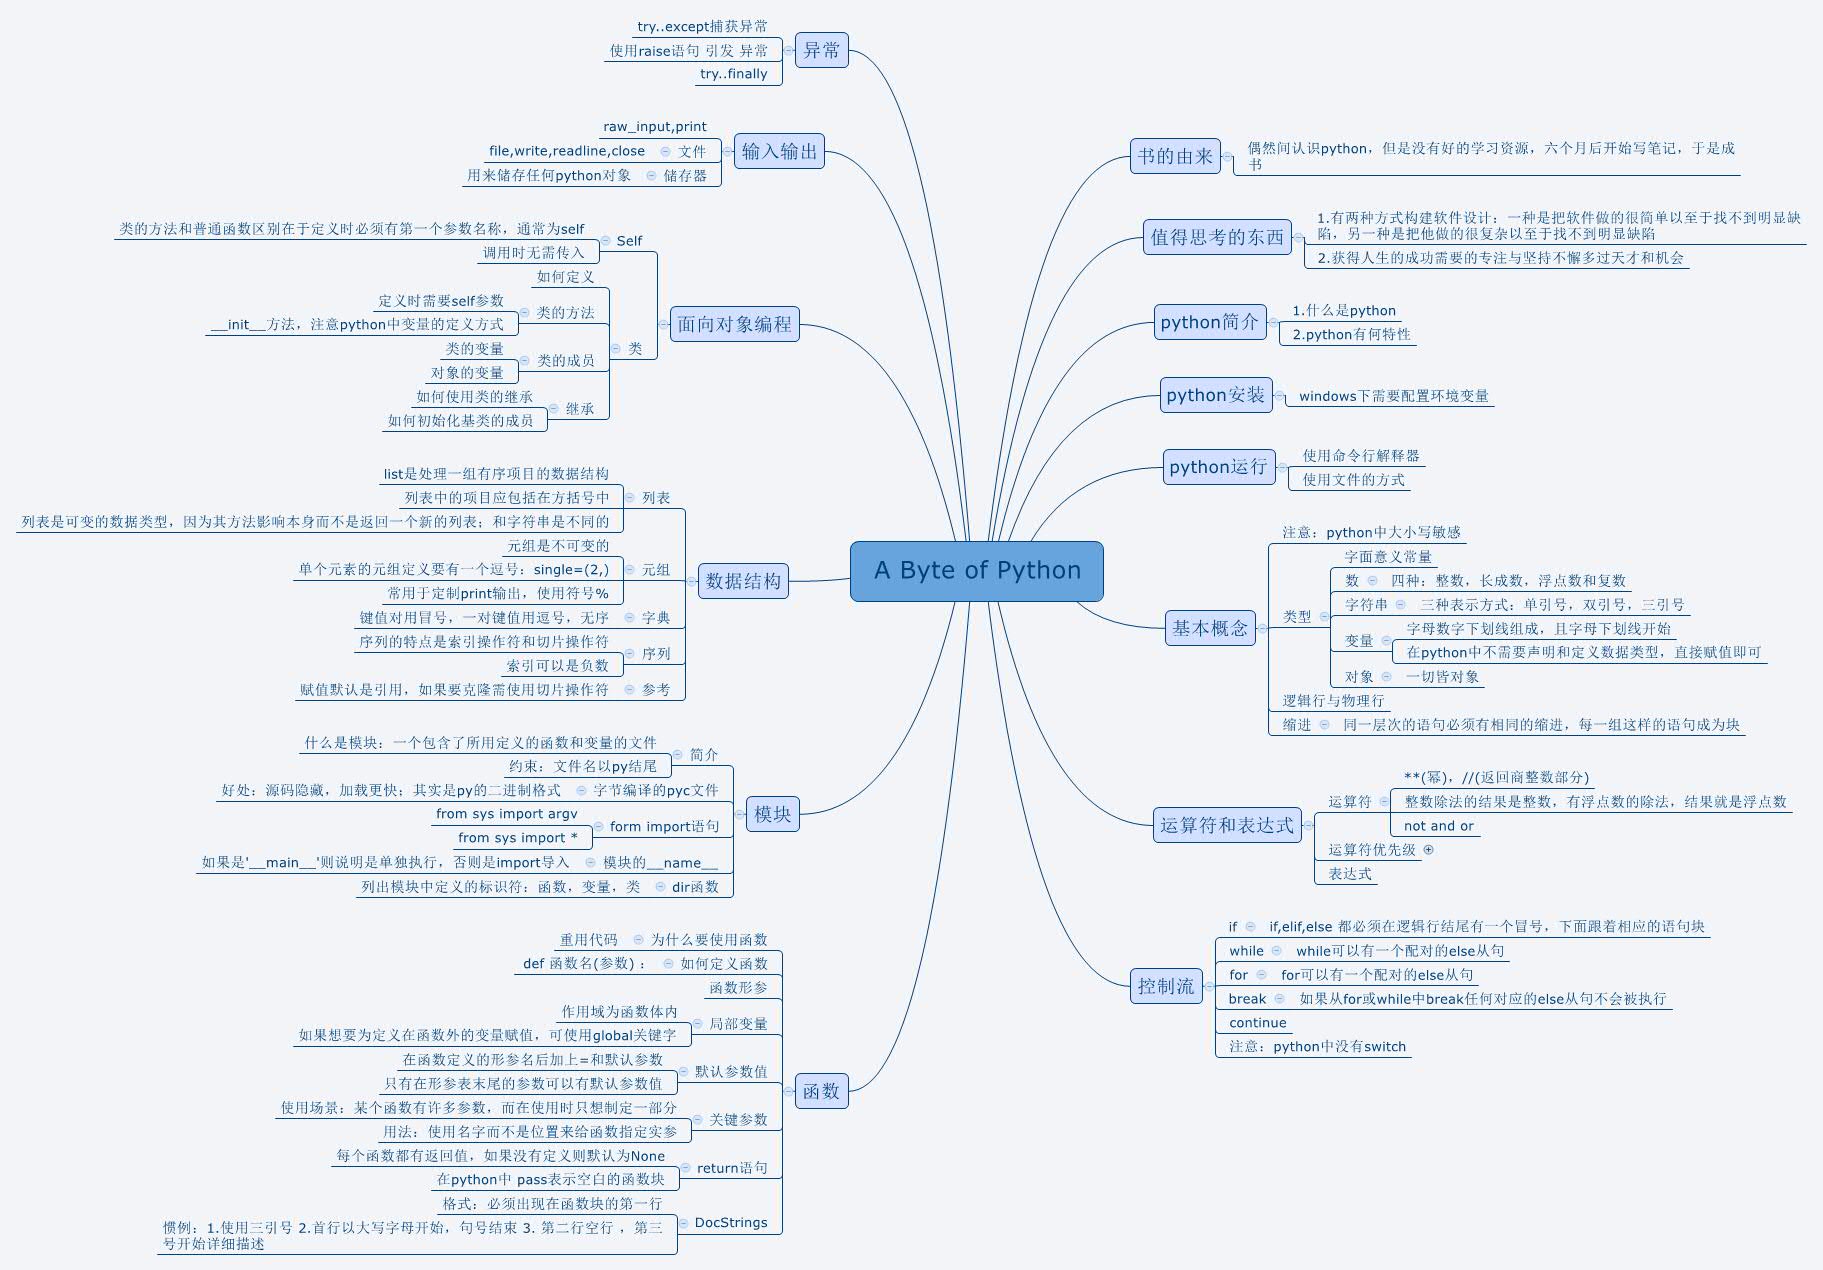 A Byte of Python
书的由来
偶然间认识python，但是没有好的学习资源，六个月后开始写笔记，于是成
书
值得思考的东西
1.有两种方式构建软件设计：一种是把软件做的很简单以至于找不到明显缺
陷，另一种是把他做的很复杂以至于找不到明显缺陷
2.获得人生的成功需要的专注与坚持不懈多过天才和机会
python简介
1.什么是python
2.python有何特性
python安装
windows下需要配置环境变量
python运行
使用命令行解释器
使用文件的方式
基本概念
注意：python中大小写敏感
类型
字面意义常量
数
四种：整数，长成数，浮点数和复数
字符串
三种表示方式：单引号，双引号，三引号
变量
字母数字下划线组成，且字母下划线开始
在python中不需要声明和定义数据类型，直接赋值即可
对象
一切皆对象
逻辑行与物理行
缩进
同一层次的语句必须有相同的缩进，每一组这样的语句成为块
运算符和表达式
运算符
**(幂)，//(返回商整数部分)
整数除法的结果是整数，有浮点数的除法，结果就是浮点数
not and or
运算符优先级
表达式
控制流
if
if,elif,else 都必须在逻辑行结尾有一个冒号，下面跟着相应的语句块
while
while可以有一个配对的else从句
for
for可以有一个配对的else从句
break
如果从for或while中break任何对应的else从句不会被执行
continue
注意：python中没有switch
异常
try..except捕获异常
使用raise语句 引发 异常
try..finally
输入输出
raw_input,print
文件
file,write,readline,close
储存器
用来储存任何python对象
面向对象编程
Self
类的方法和普通函数区别在于定义时必须有第一个参数名称，通常为self
调用时无需传入
类
如何定义
类的方法
定义时需要self参数
__init__方法，注意python中变量的定义方式
类的成员
类的变量
对象的变量
继承
如何使用类的继承
如何初始化基类的成员
数据结构
列表
list是处理一组有序项目的数据结构
列表中的项目应包括在方括号中
列表是可变的数据类型，因为其方法影响本身而不是返回一个新的列表；和字符串是不同的
元组
元组是不可变的
单个元素的元组定义要有一个逗号：single=(2,)
常用于定制print输出，使用符号%
字典
键值对用冒号，一对键值用逗号，无序
序列
序列的特点是索引操作符和切片操作符
索引可以是负数
参考
赋值默认是引用，如果要克隆需使用切片操作符
模块
简介
什么是模块：一个包含了所用定义的函数和变量的文件
约束：文件名以py结尾
字节编译的pyc文件
好处：源码隐藏，加载更快；其实是py的二进制格式
form import语句
from sys import argv
from sys import *
模块的__name__
如果是'__main__'则说明是单独执行，否则是import导入
dir函数
列出模块中定义的标识符：函数，变量，类
函数
为什么要使用函数
重用代码
如何定义函数
def 函数名(参数) ：
函数形参
局部变量
作用域为函数体内
如果想要为定义在函数外的变量赋值，可使用global关键字
默认参数值
在函数定义的形参名后加上=和默认参数
只有在形参表末尾的参数可以有默认参数值
关键参数
使用场景：某个函数有许多参数，而在使用时只想制定一部分
用法：使用名字而不是位置来给函数指定实参
return语句
每个函数都有返回值，如果没有定义则默认为None
在python中 pass表示空白的函数块
DocStrings
格式：必须出现在函数块的第一行
惯例：1.使用三引号 2.首行以大写字母开始，句号结束 3. 第二行空行 ，第三
号开始详细描述